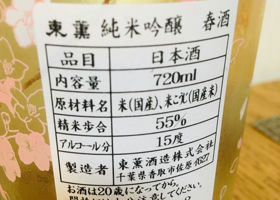 東薫 純米吟醸 春酒
品目 日本酒
内容量 720ml
原材料名 米(国産)、米こうじ(国産米)
精米歩合 55%
アルコール分 15度
製造者 東薫酒造株式会社
千葉県香取市佐原イ627
お酒は20歳になってから。